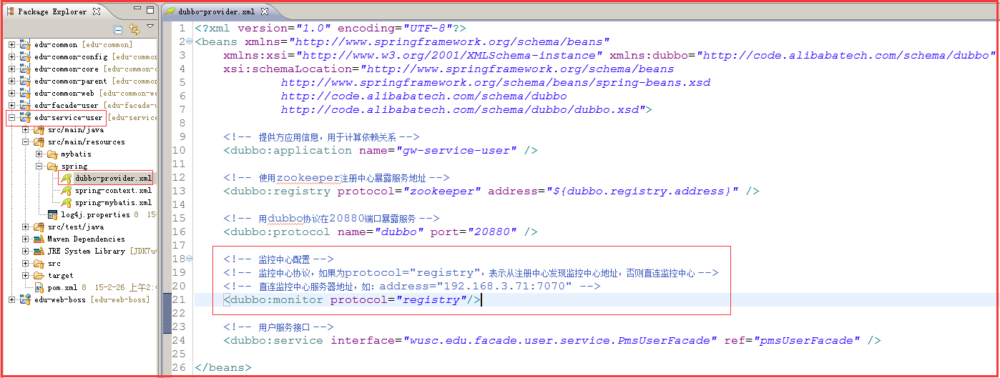 Package Explorer
edu-common [edu-common]
edu-common-config [edu-common
edu-common-core [edu-common-c
edu-common-parent [edu-common
edu-common-web [edu-common-we
edu-facade-user [edu-facade-u
edu-service-user [edu-service
src/main/java
src/main/resources
mybatis
spring
dubbo-provider.xml
spring-context.xml
spring-mybatis.xml
log4j.properties 8 15-
src/test/java
Maven Dependencies
JRE System Library [JDK7u
src
target
pom.xml 8 15-2-26 上午2:
edu-web-boss [edu-web-boss]
dubbo-provider.xml
1 <?xml version="1.0" encoding="UTF-8"?>
2 <beans xmlns="http://www.springframework.org/schema/beans"
3 xmlns:xsi="http://www.w3.org/2001/XMLSchema-instance" xmlns:dubbo="http://code.alibabatech.com/schema/dubbo"
4 xsi:schemaLocation="http://www.springframework.org/schema/beans
5 http://www.springframework.org/schema/beans/spring-beans.xsd
6 http://code.alibabatech.com/schema/dubbo
7 http://code.alibabatech.com/schema/dubbo/dubbo.xsd">
8
9 <!-- 提供方应用信息，用于计算依赖关系 -->
10 <dubbo:application name="gw-service-user" />
11
12 <!-- 使用zookeeper注册中心暴露服务地址 -->
13 <dubbo:registry protocol="zookeeper" address="${dubbo.registry.address}" />
14
15 <!-- 用dubbo协议在20880端口暴露服务 -->
16 <dubbo:protocol name="dubbo" port="20880" />
17
18 <!-- 监控中心配置 -->
19 <!-- 监控中心协议，如果为protocol="registry"，表示从注册中心发现监控中心地址，否则直连监控中心 -->
20 <!-- 直连监控中心服务器地址，如：address="192.168.3.71:7070" -->
21 <dubbo:monitor protocol="registry"/>
22
23 <!-- 用户服务接口 -->
24 <dubbo:service interface="wusc.edu.facade.user.service.PmsUserFacade" ref="pmsUserFacade" />
25
26 </beans>